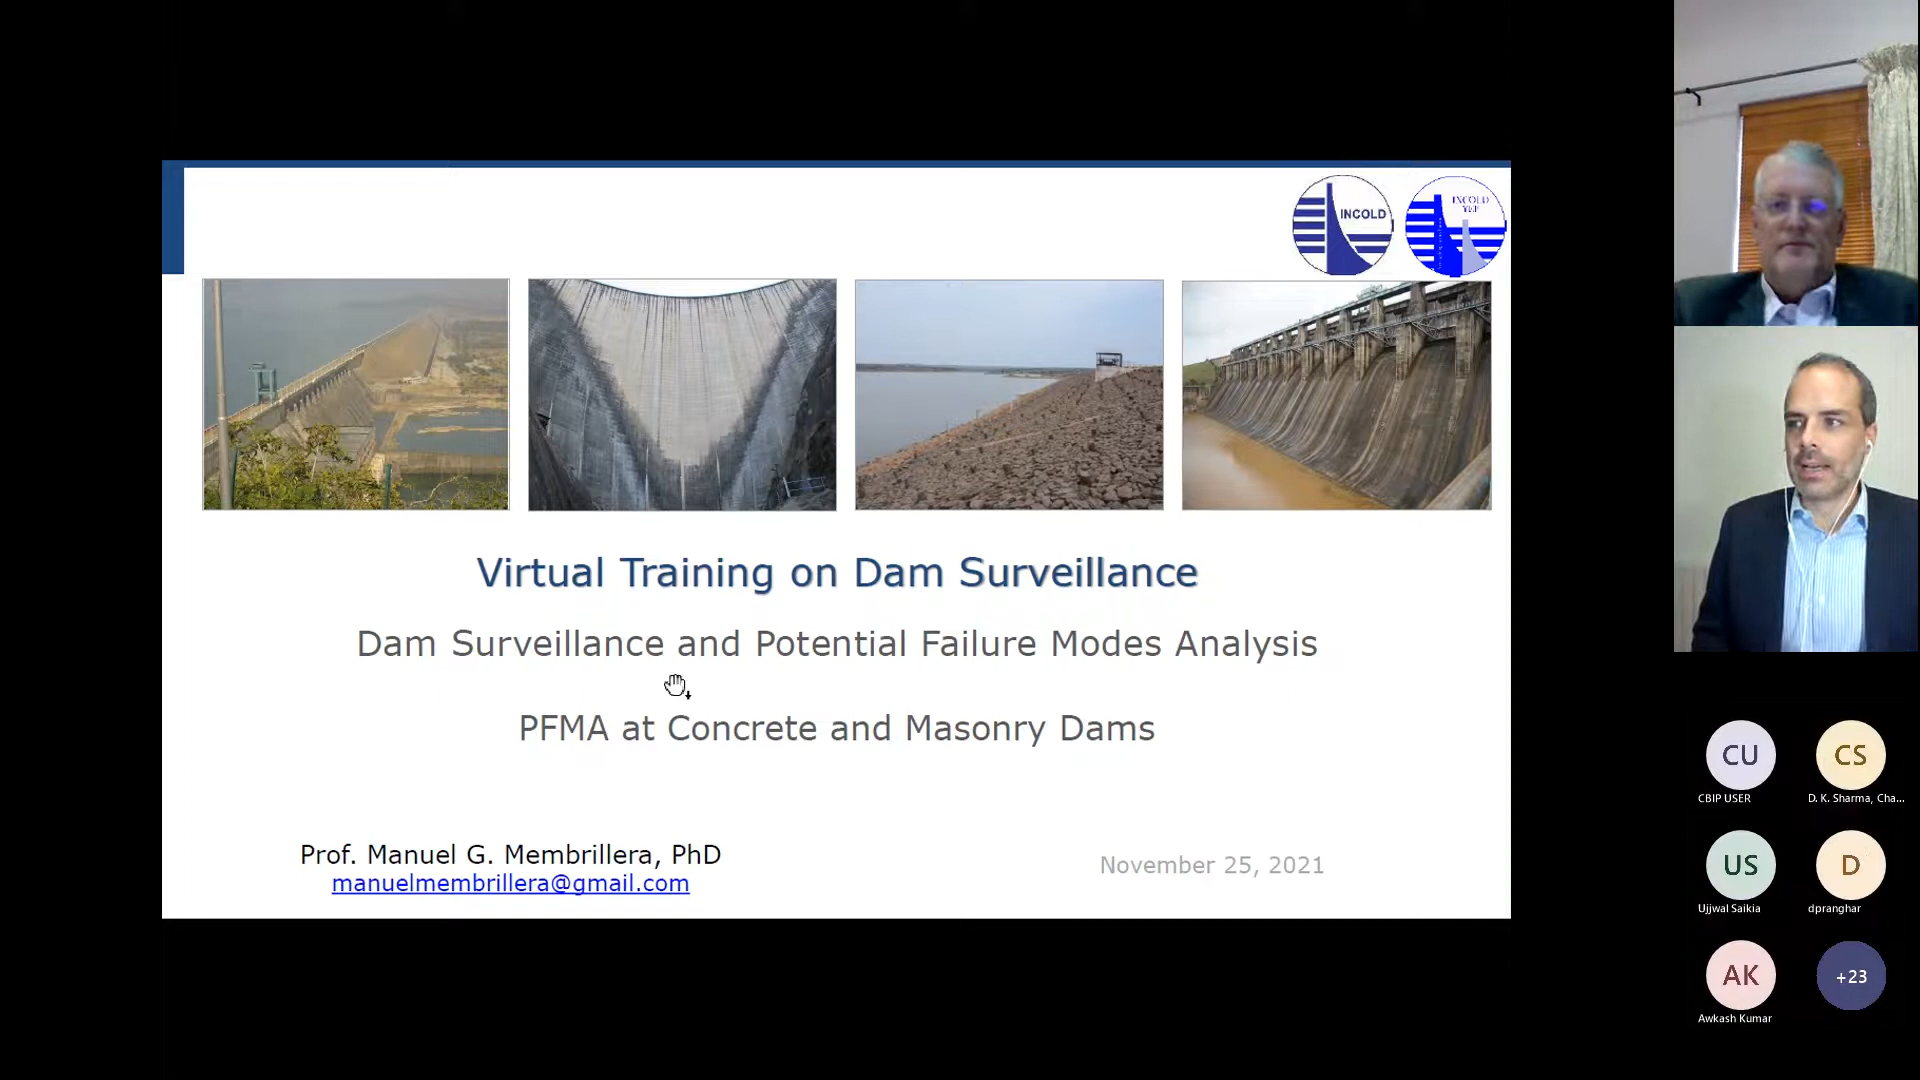 INCOLD
INCOLD
YEP
Virtual Training on Dam Surveillance
Dam Surveillance and Potential Failure Modes Analysis
PFMA at Concrete and Masonry Dams
Prof. Manuel G. Membrillera, PhD
manuelmembrillera@gmail.com
November 25, 2021
CU
CBIP USER
CS
D. K. Sharma, Cha...
US
Ujjwal Saikia
D
dpranghar
AK
Awkash Kumar
+23